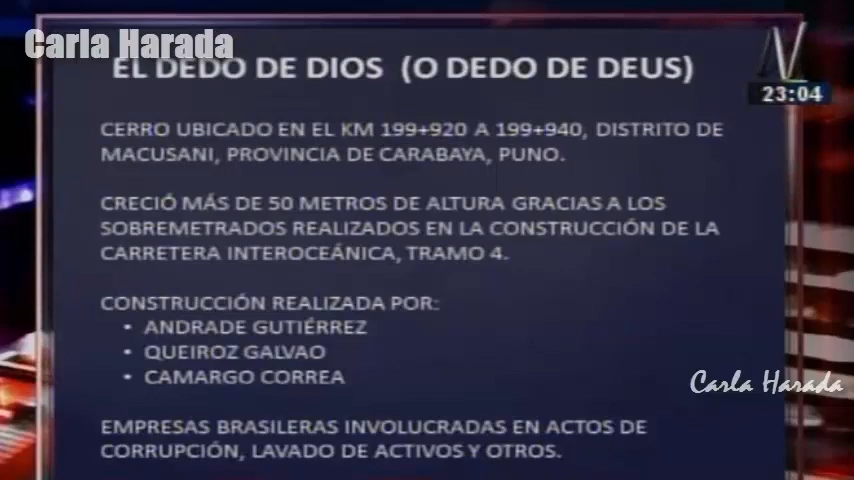 Carla Harada
EL DEDO DE DIOS (O DEDO DE DEUS)
N
23:04
CERRO UBICADO EN EL KM 199+920 A 199+940, DISTRITO DE
MACUSANI, PROVINCIA DE CARABAYA, PUNO.
CRECIÓ MÁS DE 50 METROS DE ALTURA GRACIAS A LOS
SOBREMETRADOS REALIZADOS EN LA CONSTRUCCIÓN DE LA
CARRETERA INTEROCEÁNICA, TRAMO 4.
CONSTRUCCIÓN REALIZADA POR:
• ANDRADE GUTIÉRREZ
• QUEIROZ GALVAO
• CAMARGO CORREA
Carla Harada
EMPRESAS BRASILERAS INVOLUCRADAS EN ACTOS DE
CORRUPCIÓN, LAVADO DE ACTIVOS Y OTROS.